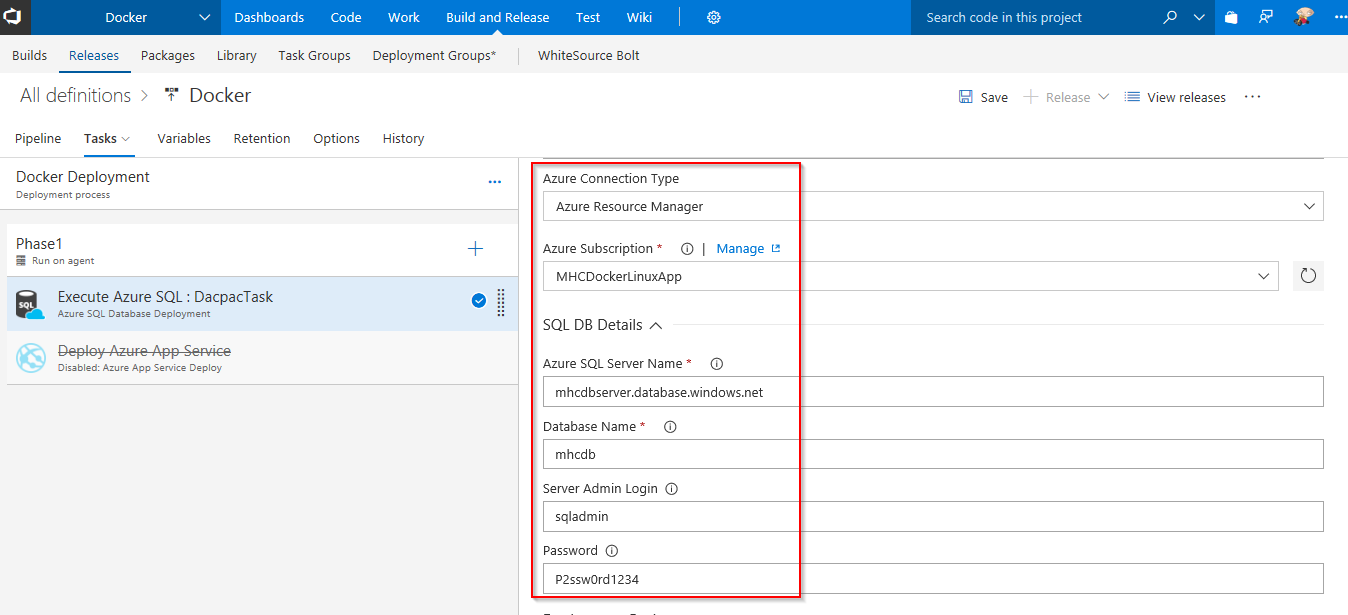 Docker Dashboards Code Work Build and Release Test Wiki Search code in this project
Builds Releases Packages Library Task Groups Deployment Groups* WhiteSource Bolt
All definitions > Docker Save + Release View releases ...
Pipeline Tasks Variables Retention Options History
Docker Deployment ...
Deployment process
Phase1
Run on agent
SQL
Execute Azure SQL : DacpacTask
Azure SQL Database Deployment
Deploy Azure App Service
Disabled: Azure App Service Deploy
Azure Connection Type
Azure Resource Manager
Azure Subscription * | Manage
MHCDockerLinuxApp
SQL DB Details
Azure SQL Server Name *
mhcdbserver.database.windows.net
Database Name *
mhcdb
Server Admin Login
sqladmin
Password
P2ssw0rd1234